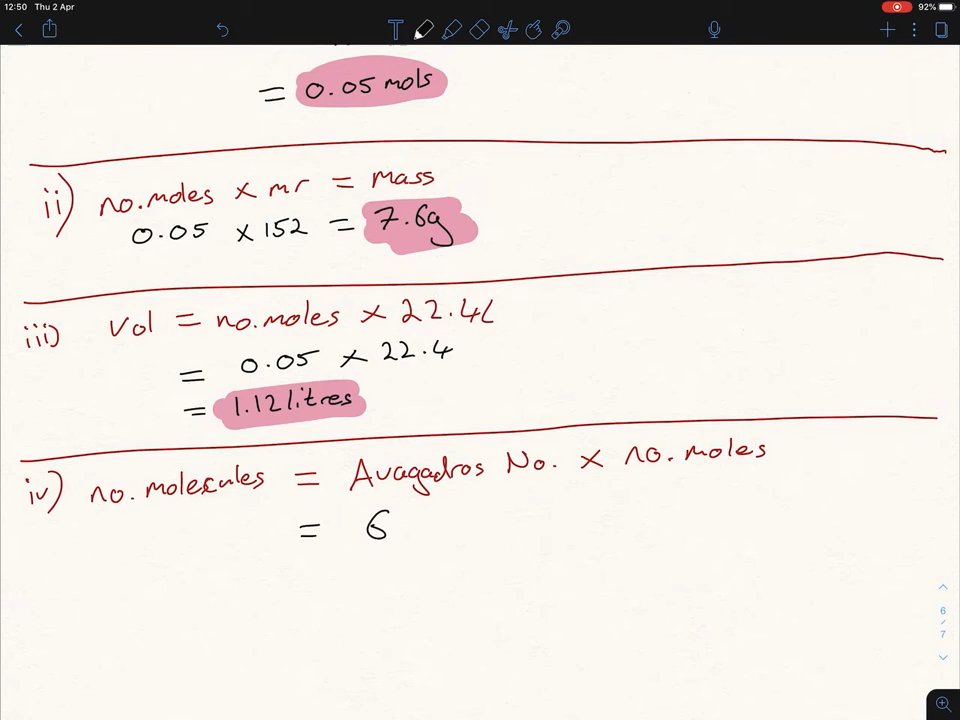 12:50 Thu 2 Apr
92%
T
= 0.05 mols
ii) no.moles × mr = mass
0.05 × 152 = 7.6g
iii) Vol = no.moles × 22.4L
= 0.05 × 22.4
= 1.12 litres
iv) no. molecules = Avagadros No. × no. moles
= 6
6
/
7